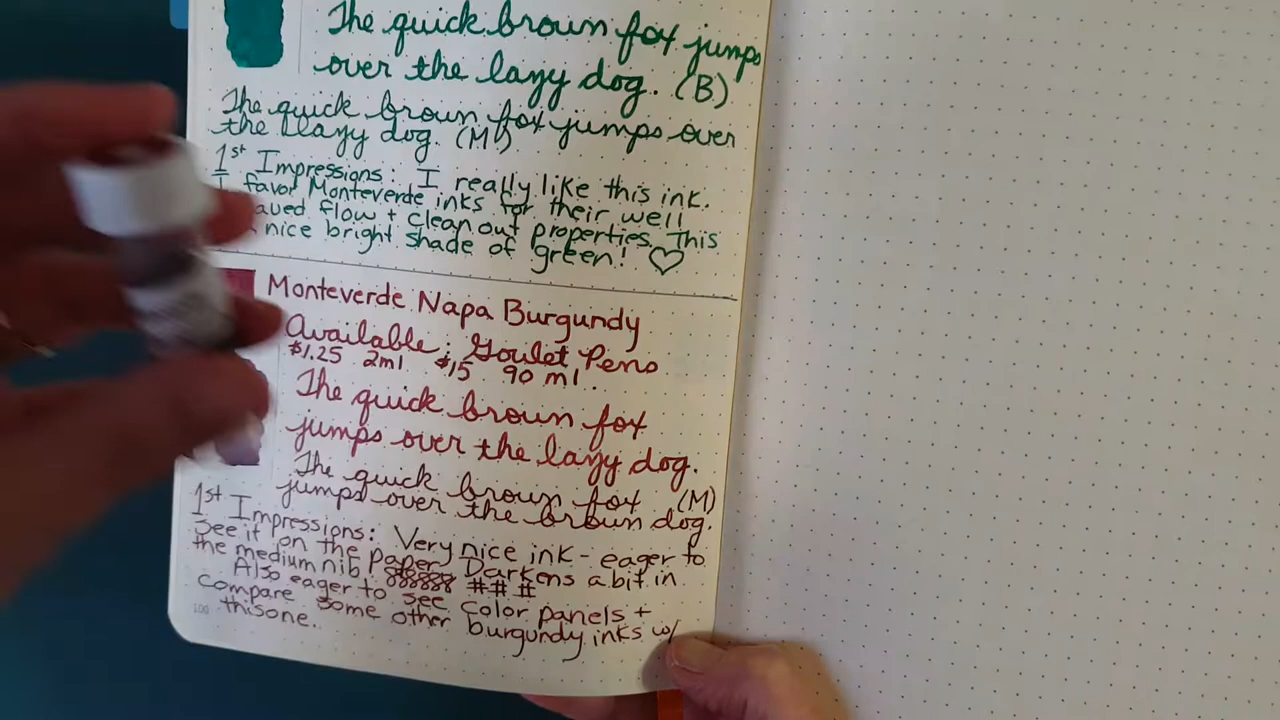 The quick brown fox jumps
over the lazy dog. (B)
The quick brown fox jumps over
the llazy dog. (M)
1st Impressions: I really like this ink.
I favor Monteverde inks for their well
aved flow + clean out properties. This
nice bright shade of green! ♡
Monteverde Napa Burgundy
Available: Goulet Pens
$1.25 2ml $15 90 ml.
The quick brown fox
jumps over the lazy dog.
The quick brown fox (M)
jumps over the brown dog.
1st Impressions: Very nice ink - eager to
see it on the paper. Darkens a bit in
the medium nib. ###
Also eager to see color panels +
compare some other burgundy inks w/
this one.
100